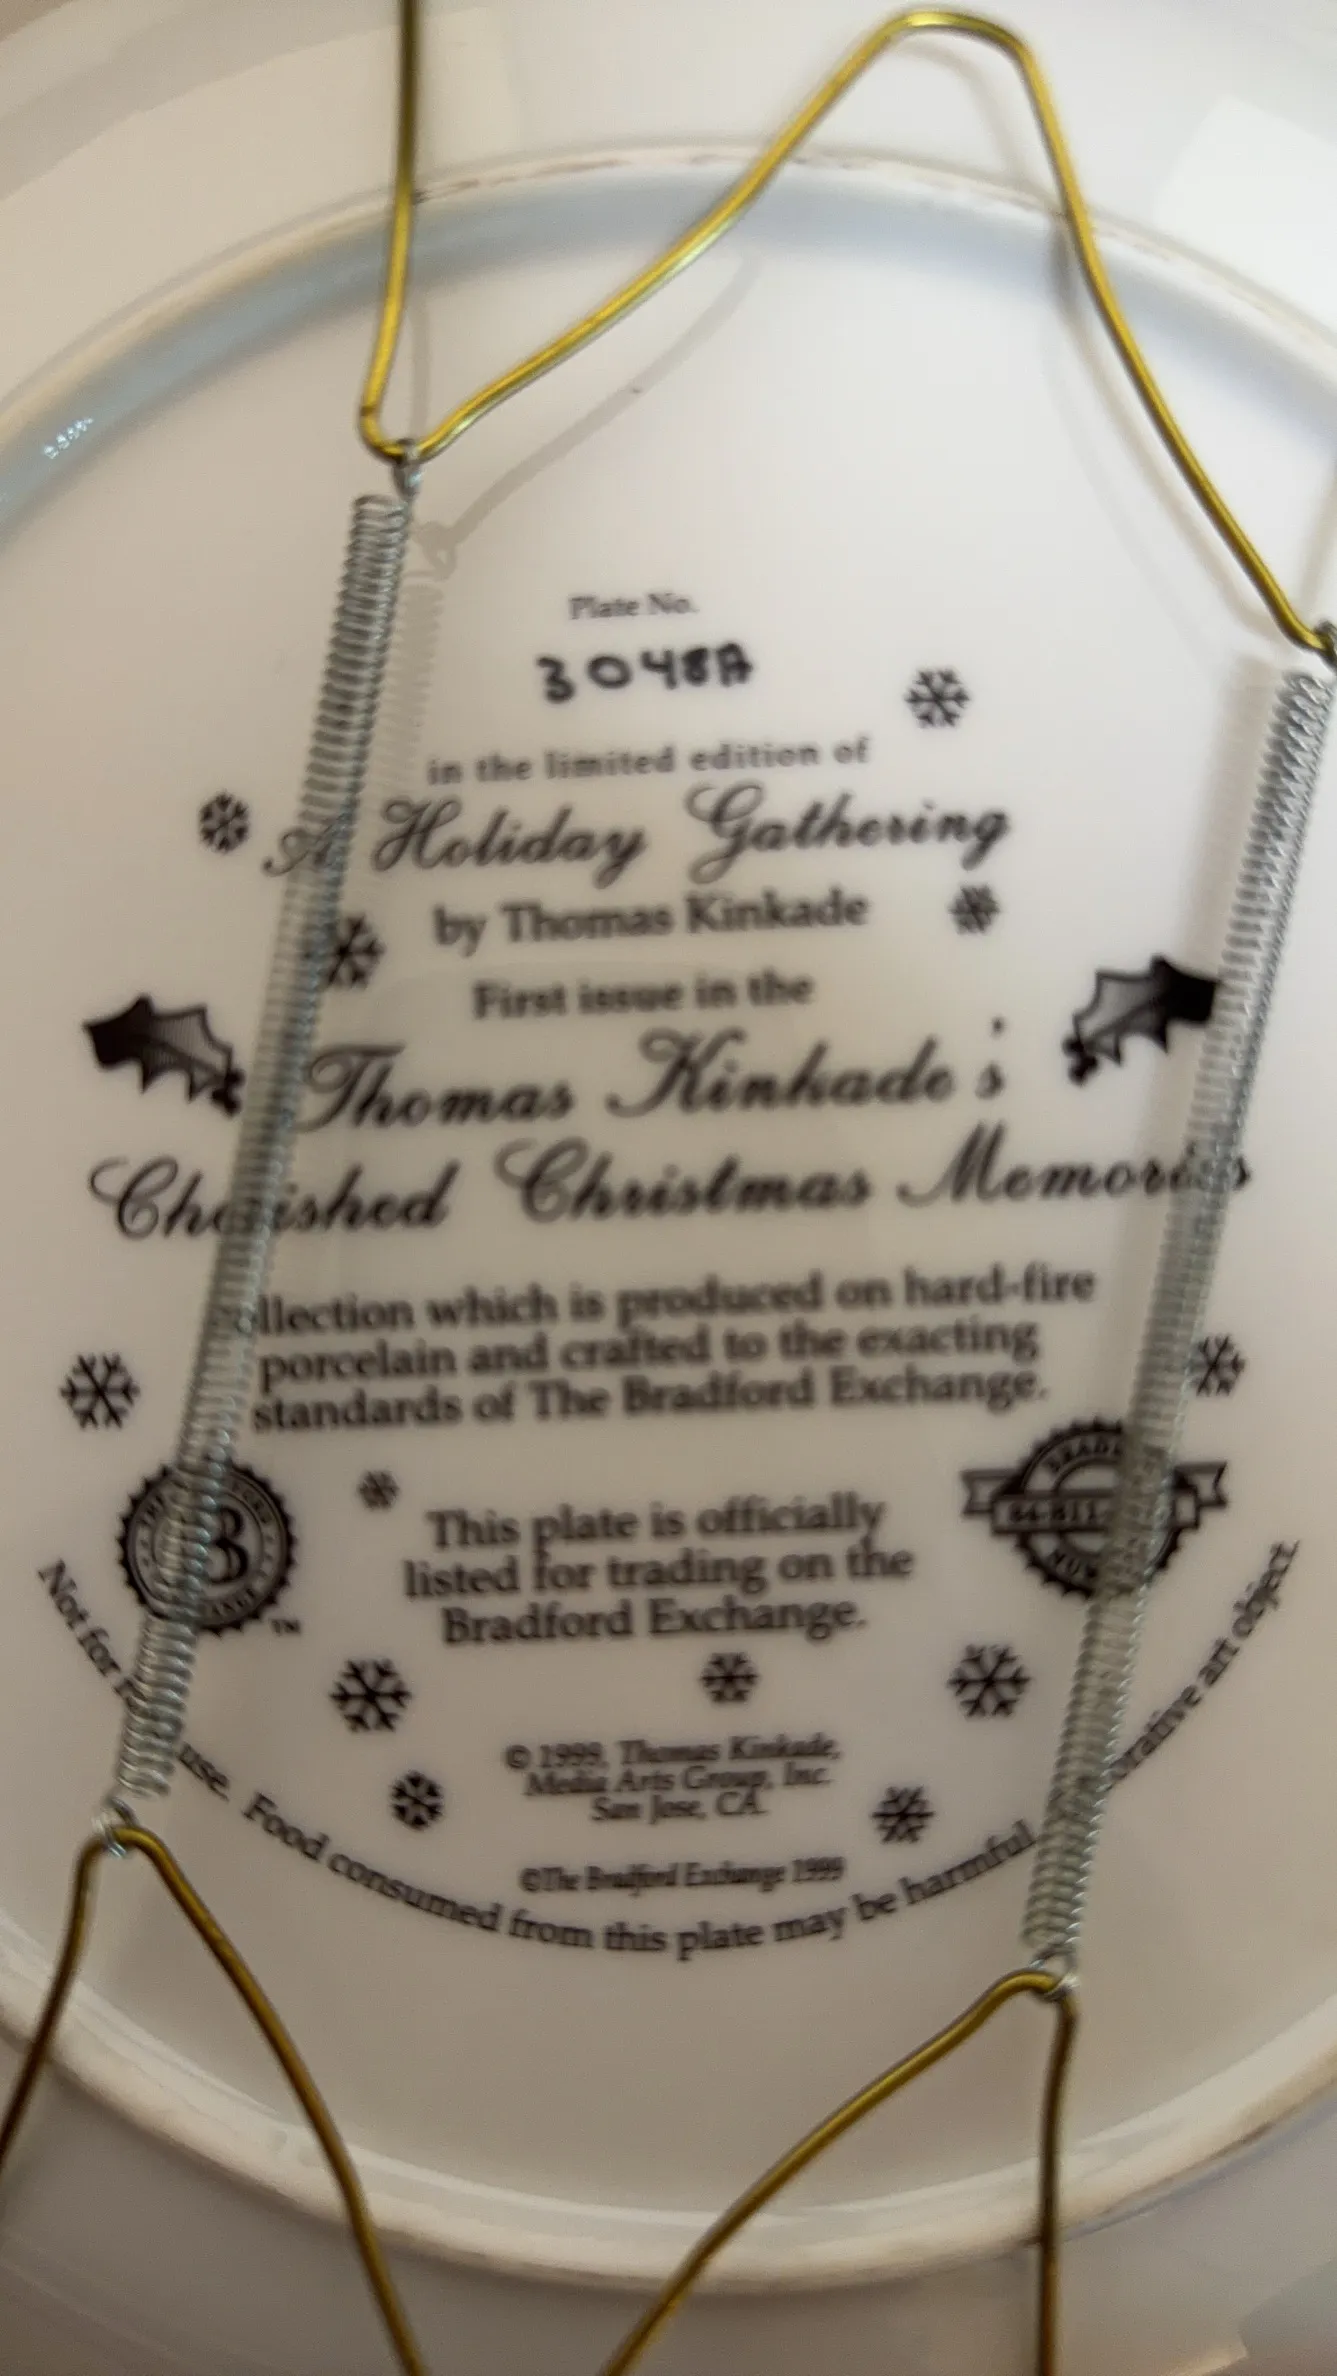 Plate No.
3048A
in the limited edition of
A Holiday Gathering
by Thomas Kinkade
First issue in the
Thomas Kinkade's
Cherished Christmas Memories
collection which is produced on hard-fire
porcelain and crafted to the exacting
standards of The Bradford Exchange.
This plate is officially
listed for trading on the
Bradford Exchange.
B
TM
© 1999, Thomas Kinkade,
Media Arts Group, Inc.
San Jose, CA
©The Bradford Exchange 1999
Not for use. Food consumed from this plate may be harmful. art object